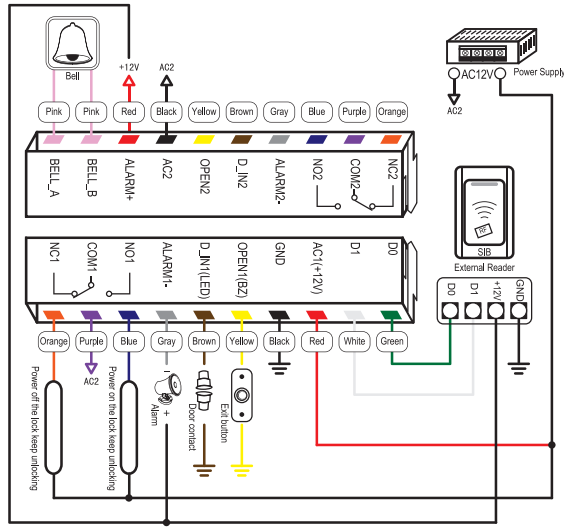 Bell
+12V
AC2
AC12V
Power Supply
AC2
Pink
Pink
Red
Black
Yellow
Brown
Gray
Blue
Purple
Orange
BELL_A
BELL_B
ALARM+
AC2
OPEN2
D_IN2
ALARM2-
NO2
COM2
NC2
RF
SIB
External Reader
NC1
COM1
NO1
ALARM1-
D_IN1(LED)
OPEN1(BZ)
GND
AC1(+12V)
D1
D0
D0
D1
+12V
GND
Orange
Purple
Blue
Gray
Brown
Yellow
Black
Red
White
Green
AC2
Power off the lock keep unlocking
Power on the lock keep unlocking
−
+
Alarm
Door contact
Exit button